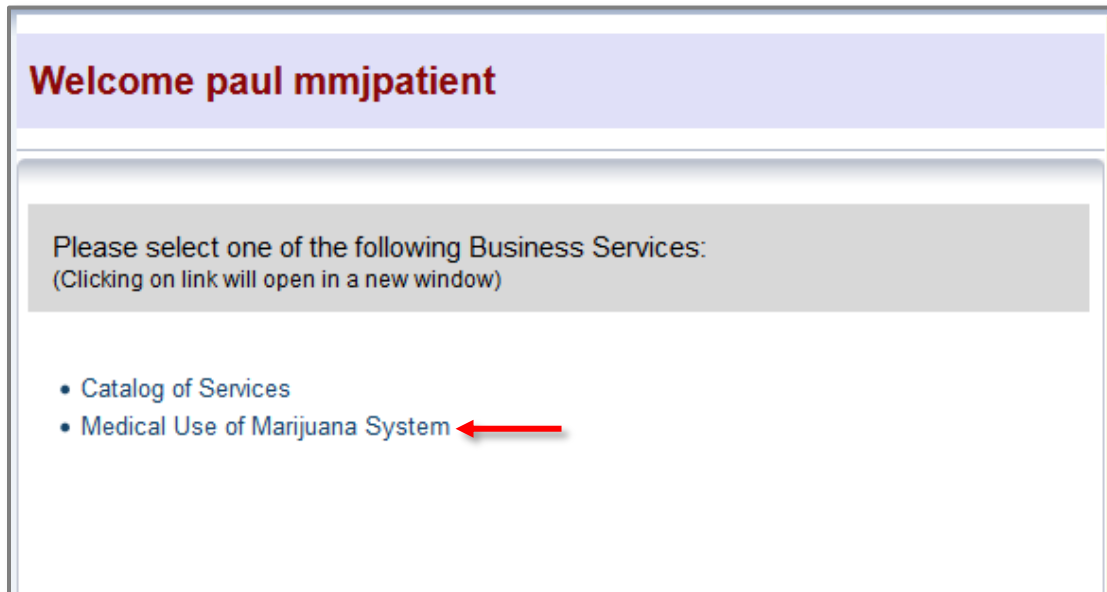 Welcome paul mmjpatient
Please select one of the following Business Services:
(Clicking on link will open in a new window)
• Catalog of Services
• Medical Use of Marijuana System